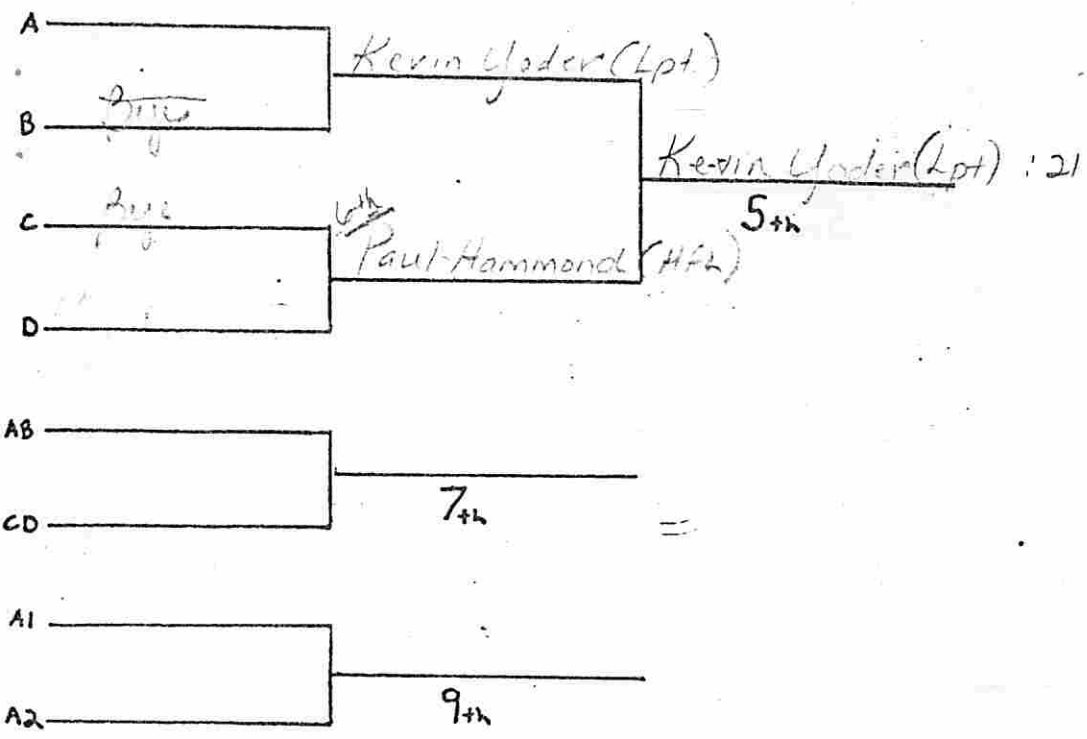 A
Kevin Yoder (Lpt.)
B Bye
Kevin Yoder (Lpt) :21
5th
C Bye
6th
Paul Hammond (HFL)
D
AB
7th
CD
A1
9th
A2